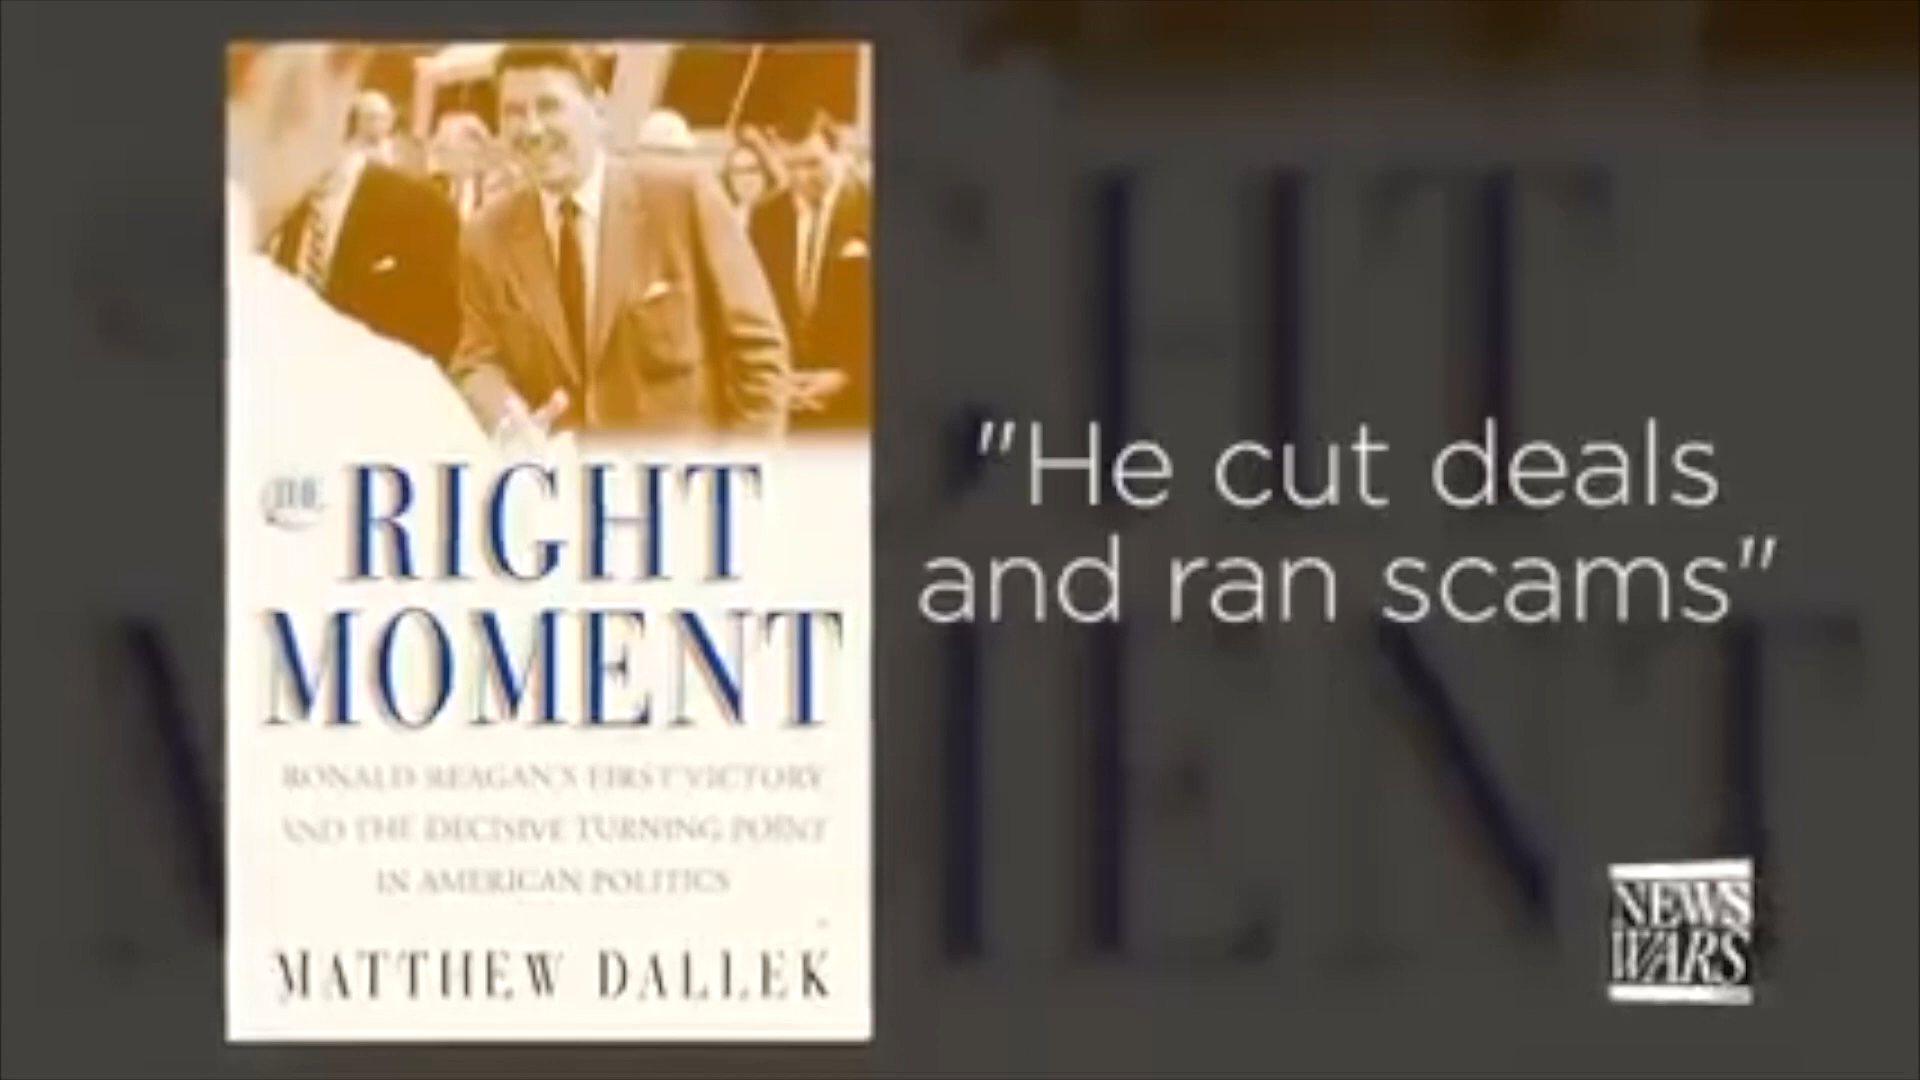 THE RIGHT
MOMENT
RONALD REAGAN'S FIRST VICTORY
AND THE DECISIVE TURNING POINT
IN AMERICAN POLITICS
MATTHEW DALLEK
"He cut deals
and ran scams"
NEWS
WARS